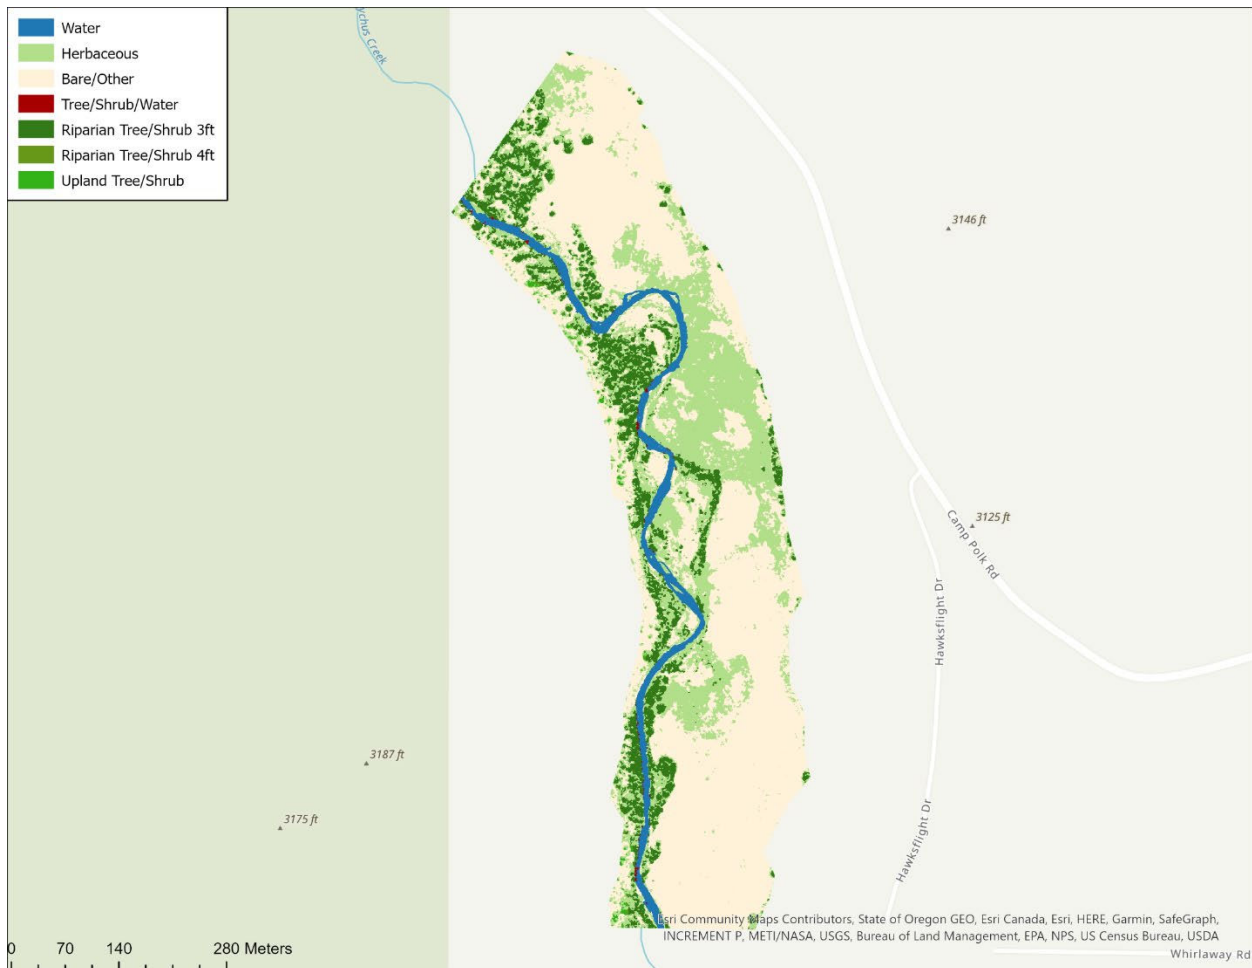 Water
Herbaceous
Bare/Other
Tree/Shrub/Water
Riparian Tree/Shrub 3ft
Riparian Tree/Shrub 4ft
Upland Tree/Shrub
ychus Creek
3146 ft
3125 ft
Camp Polk Rd
Hawksflight Dr
3187 ft
3175 ft
Hawksflight Dr
Esri Community Maps Contributors, State of Oregon GEO, Esri Canada, Esri, HERE, Garmin, SafeGraph,
INCREMENT P, METI/NASA, USGS, Bureau of Land Management, EPA, NPS, US Census Bureau, USDA
0 70 140 280 Meters
Whirlaway Rd